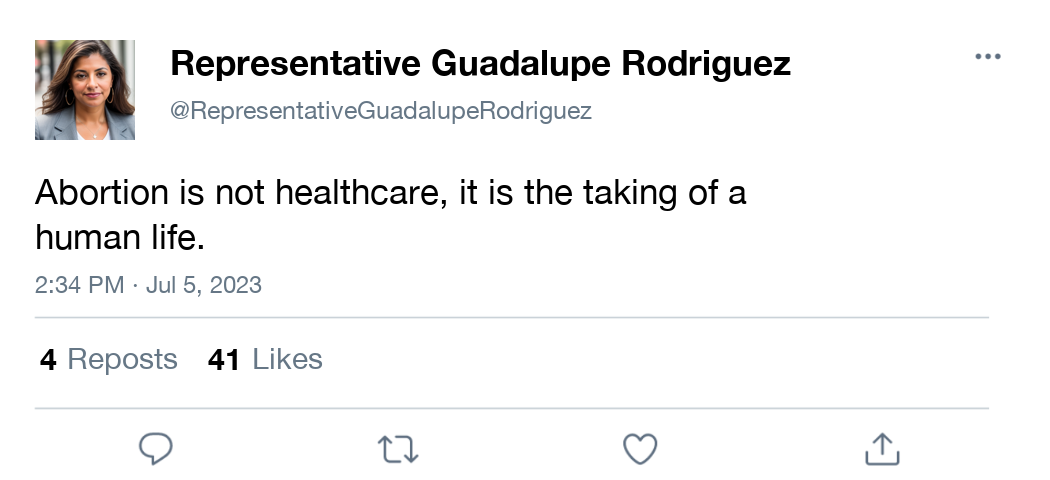 Representative Guadalupe Rodriguez
@RepresentativeGuadalupeRodriguez
Abortion is not healthcare, it is the taking of a
human life.
2:34 PM · Jul 5, 2023
4 Reposts 41 Likes